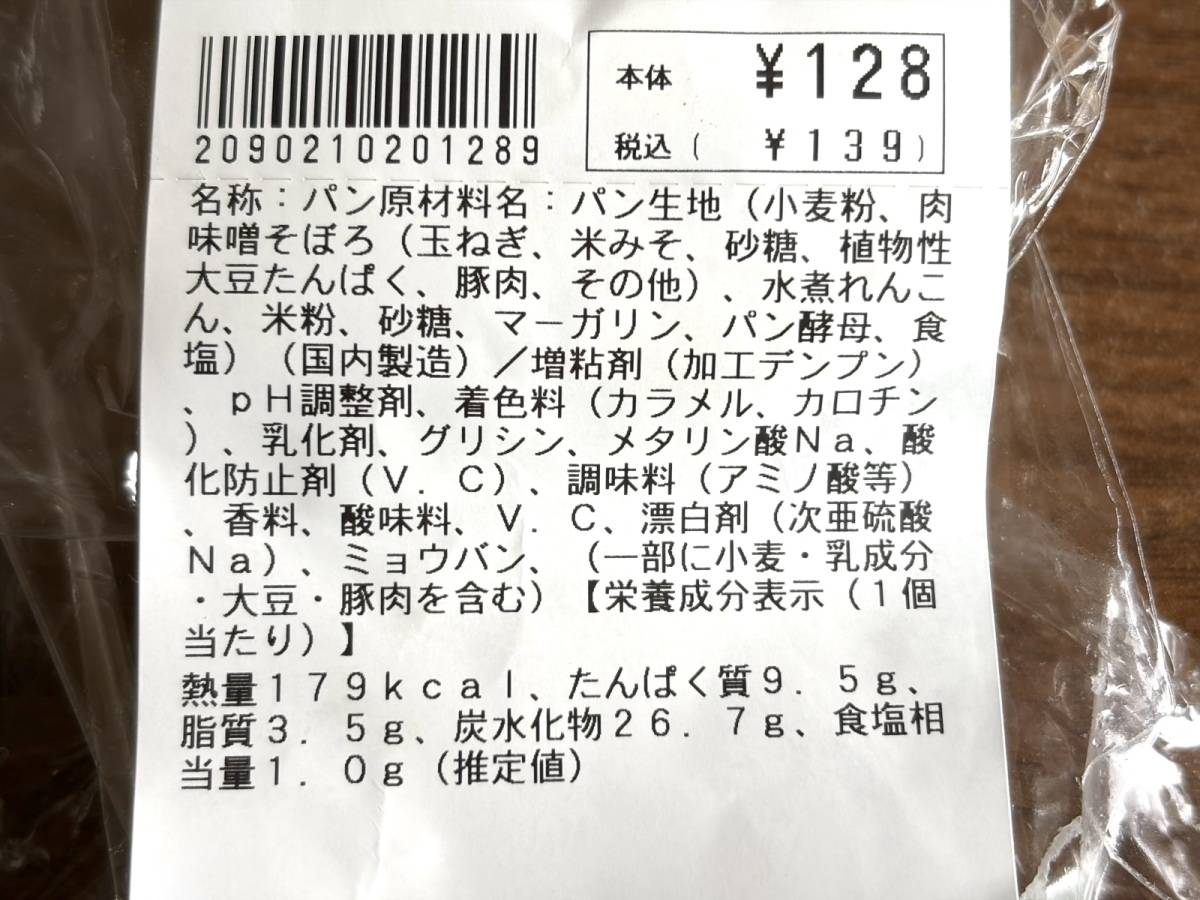 本体 ¥128
2090210201289
税込( ¥139)
名称:パン原材料名:パン生地(小麦粉、肉
味噌そぼろ(玉ねぎ、米みそ、砂糖、植物性
大豆たんぱく、豚肉、その他)、水煮れんこ
ん、米粉、砂糖、マーガリン、パン酵母、食
塩)(国内製造)/増粘剤(加工デンプン)
、pH調整剤、着色料(カラメル、カロチン
)、乳化剤、グリシン、メタリン酸Na、酸
化防止剤(V.C)、調味料(アミノ酸等)
、香料、酸味料、V.C、漂白剤(次亜硫酸
Na)、ミョウバン、(一部に小麦・乳成分
・大豆・豚肉を含む)【栄養成分表示(1個
当たり)】
熱量179kcal、たんぱく質9.5g、
脂質3.5g、炭水化物26.7g、食塩相
当量1.0g(推定値)